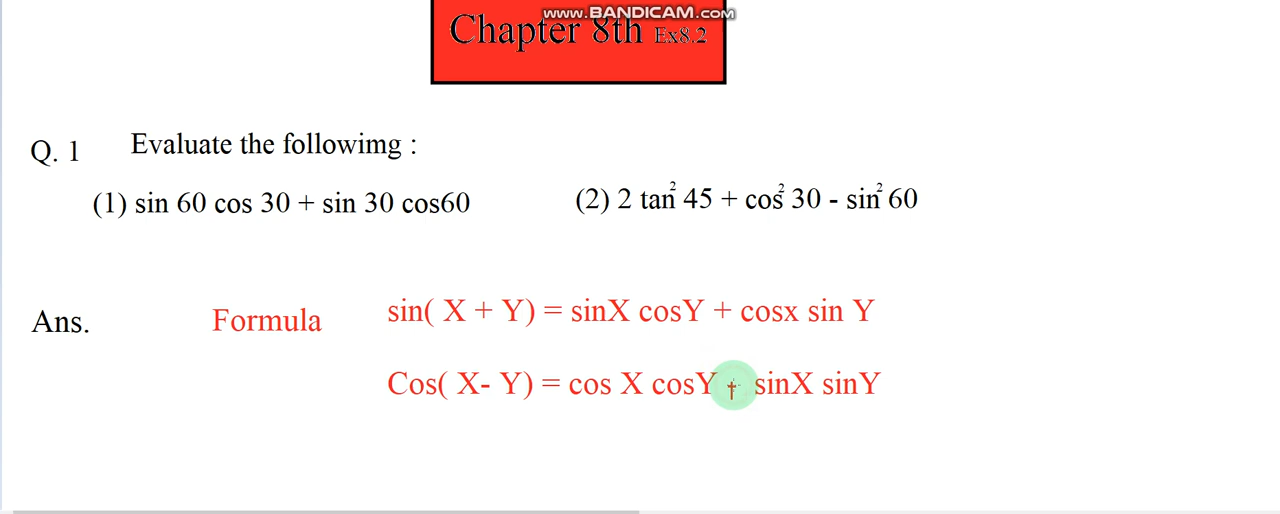 www.BANDICAM.com
Chapter 8th Ex8.2
Q. 1 Evaluate the followimg :
(1) sin 60 cos 30 + sin 30 cos60 (2) 2 tan² 45 + cos² 30 - sin² 60
Ans. Formula sin( X + Y) = sinX cosY + cosx sin Y
Cos( X- Y) = cos X cosY + sinX sinY